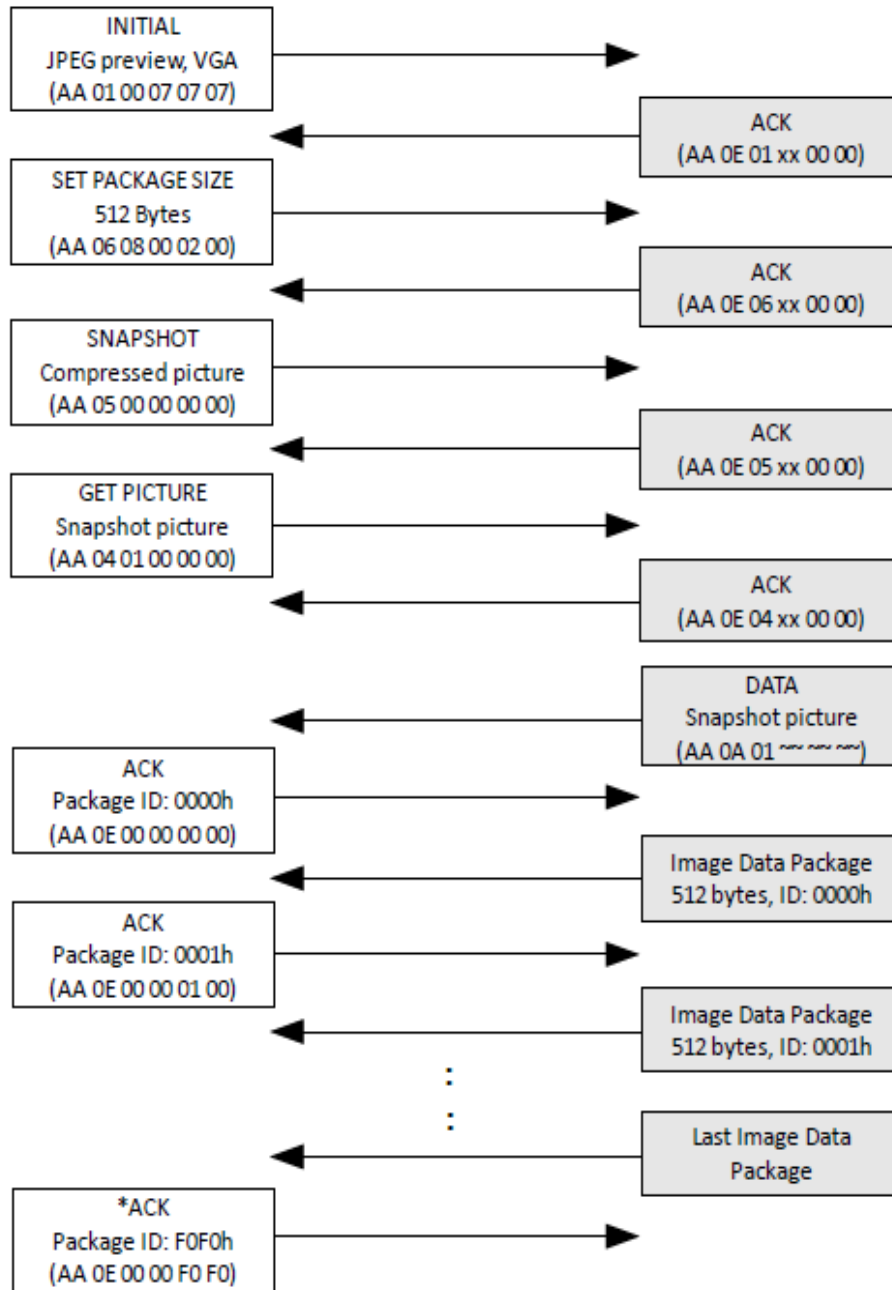 INITIAL
JPEG preview, VGA
(AA 01 00 07 07 07)
ACK
(AA 0E 01 xx 00 00)
SET PACKAGE SIZE
512 Bytes
(AA 06 08 00 02 00)
ACK
(AA 0E 06 xx 00 00)
SNAPSHOT
Compressed picture
(AA 05 00 00 00 00)
ACK
(AA 0E 05 xx 00 00)
GET PICTURE
Snapshot picture
(AA 04 01 00 00 00)
ACK
(AA 0E 04 xx 00 00)
DATA
Snapshot picture
(AA 0A 01 ~~ ~~ ~~)
ACK
Package ID: 0000h
(AA 0E 00 00 00 00)
Image Data Package
512 bytes, ID: 0000h
ACK
Package ID: 0001h
(AA 0E 00 00 01 00)
Image Data Package
512 bytes, ID: 0001h
:
:
Last Image Data
Package
*ACK
Package ID: F0F0h
(AA 0E 00 00 F0 F0)